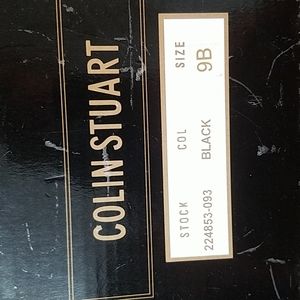 COLIN STUART
STOCK COL SIZE
224853-093 BLACK 9B